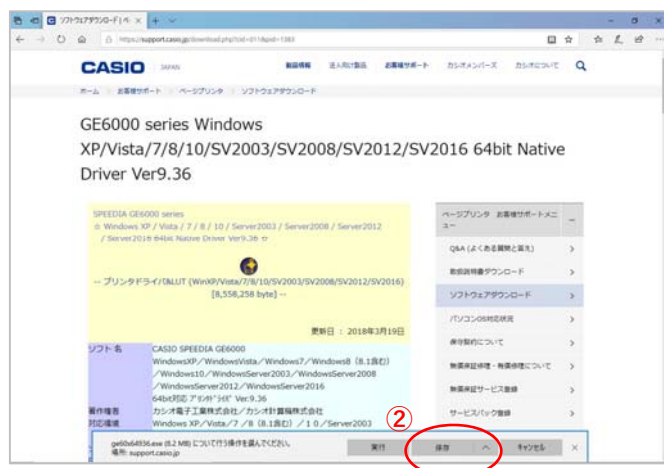 ソフトウェアダウンロード | ペ
https://support.casio.jp/download.php?cid=011&pid=1383
CASIO JAPAN 製品情報 法人向け製品 お客様サポート カシオメンバーズ カシオについて
ホーム お客様サポート ページプリンタ ソフトウェアダウンロード
GE6000 series Windows
XP/Vista/7/8/10/SV2003/SV2008/SV2012/SV2016 64bit Native
Driver Ver9.36
SPEEDIA GE6000 series
☆ Windows XP / Vista / 7 / 8 / 10 / Server2003 / Server2008 / Server2012
/ Server2016 64bit Native Driver Ver9.36 ☆
-- プリンタドライバ&LUT (WinXP/Vista/7/8/10/SV2003/SV2008/SV2012/SV2016)
[8,558,258 byte] --
更新日 : 2018年3月19日
ソフト名 CASIO SPEEDIA GE6000
WindowsXP/WindowsVista/Windows7/Windows8(8.1含む)
/Windows10/WindowsServer2003/WindowsServer2008
/WindowsServer2012/WindowsServer2016
64bit対応 プリンタドライバ Ver.9.36
著作権者 カシオ電子工業株式会社/カシオ計算機株式会社
対応環境 Windows XP/Vista/7/8(8.1含む)/10/Server2003
ページプリンタ お客様サポートメニ
ュー
Q&A (よくある質問と答え)
取扱説明書ダウンロード
ソフトウェアダウンロード
パソコンOS対応状況
保守契約について
無償保証修理・有償修理について
無償保証サービス登録
サービスパック登録
②
ge60x64936.exe (8.2 MB) について行う操作を選んでください。
場所: support.casio.jp
実行 保存 キャンセル